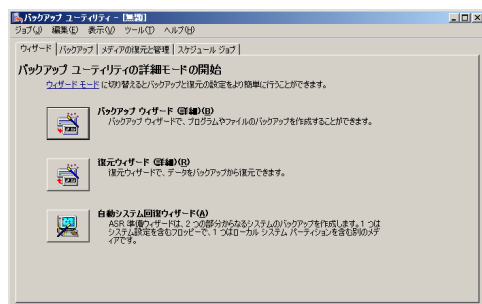 バックアップ ユーティリティ - [無題]
ジョブ(J) 編集(E) 表示(V) ツール(T) ヘルプ(H)
ウィザード バックアップ メディアの復元と管理 スケジュール ジョブ
バックアップ ユーティリティの詳細モードの開始
ウィザード モード に切り替えるとバックアップと復元の設定をより簡単に行うことができます。
バックアップ ウィザード (詳細)(B)
バックアップ ウィザードで、プログラムやファイルのバックアップを作成することができます。
復元ウィザード (詳細)(R)
復元ウィザードで、データをバックアップから復元できます。
自動システム回復ウィザード(A)
ASR 準備ウィザードは、2 つの部分からなるシステムのバックアップを作成します。1 つは
システム設定を含むフロッピーで、1 つはローカル システム パーティションを含む別のメデ
ィアです。